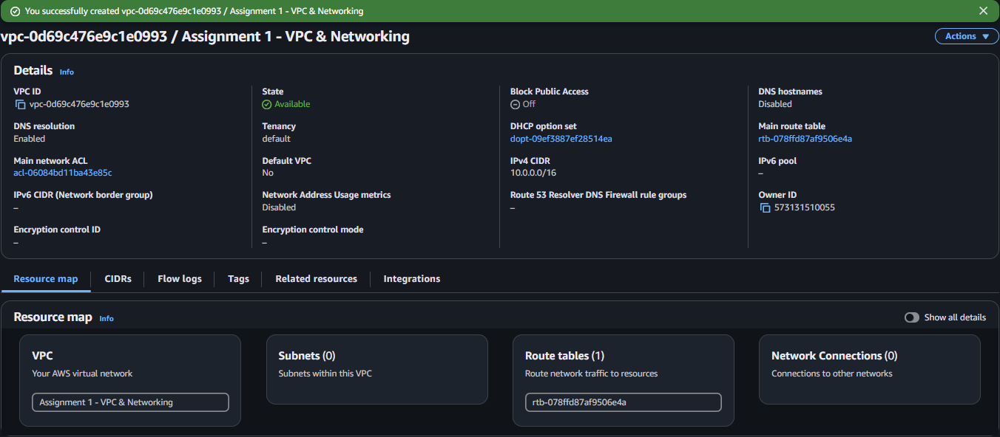 You successfully created vpc-0d69c476e9c1e0993 / Assignment 1 - VPC & Networking
vpc-0d69c476e9c1e0993 / Assignment 1 - VPC & Networking
Actions
Details Info
VPC ID
vpc-0d69c476e9c1e0993
State
Available
Block Public Access
Off
DNS hostnames
Disabled
DNS resolution
Enabled
Tenancy
default
DHCP option set
dopt-09ef3887ef28514ea
Main route table
rtb-078ffd87af9506e4a
Main network ACL
acl-06084bd11ba43e85c
Default VPC
No
IPv4 CIDR
10.0.0.0/16
IPv6 pool
–
IPv6 CIDR (Network border group)
–
Network Address Usage metrics
Disabled
Route 53 Resolver DNS Firewall rule groups
–
Owner ID
573131510055
Encryption control ID
–
Encryption control mode
–
Resource map
CIDRs
Flow logs
Tags
Related resources
Integrations
Resource map Info
Show all details
VPC
Your AWS virtual network
Assignment 1 - VPC & Networking
Subnets (0)
Subnets within this VPC
Route tables (1)
Route network traffic to resources
rtb-078ffd87af9506e4a
Network Connections (0)
Connections to other networks